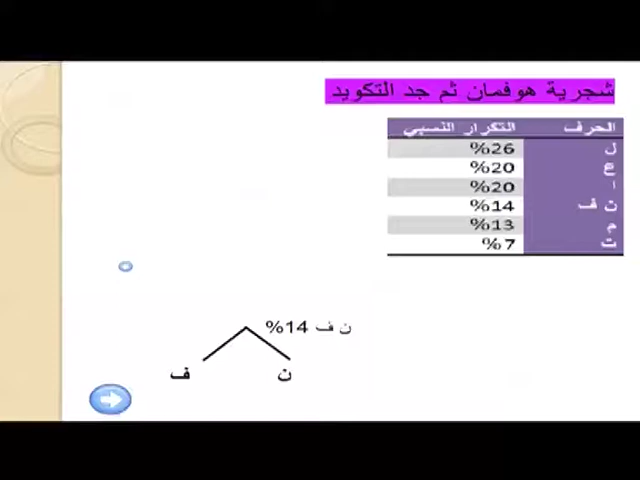 شجرية هوفمان ثم جد التكويد
الحرف التكرار النسبي
ل %26
ع %20
ا %20
ن ف %14
م %13
ت %7
ن ف %14
ف ن